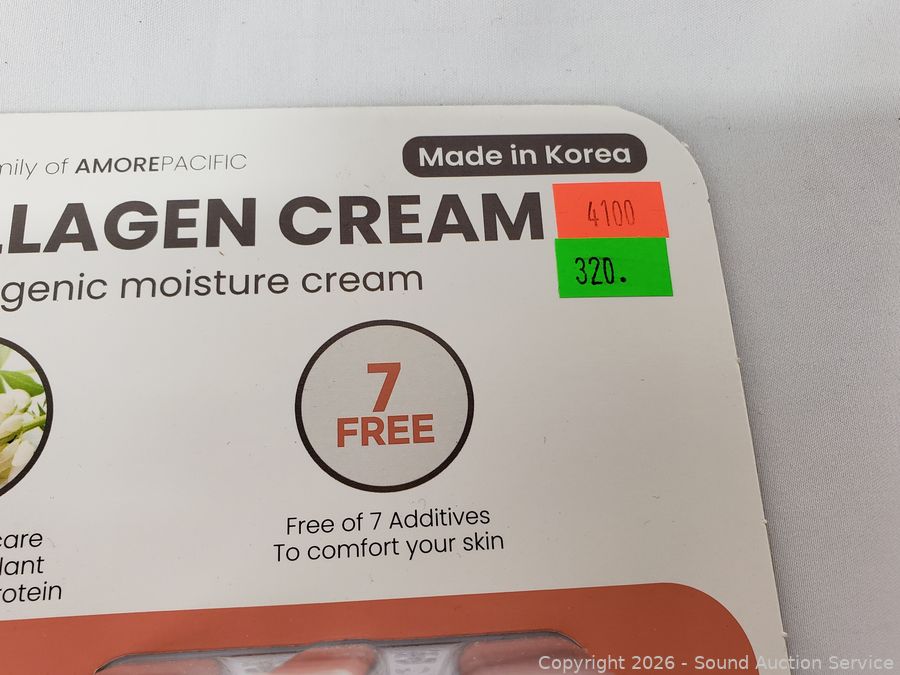 mily of AMOREPACIFIC
Made in Korea
LLAGEN CREAM
4100
genic moisture cream
320.
7
FREE
Free of 7 Additives
To comfort your skin
care
lant
rotein
Copyright 2026 - Sound Auction Service